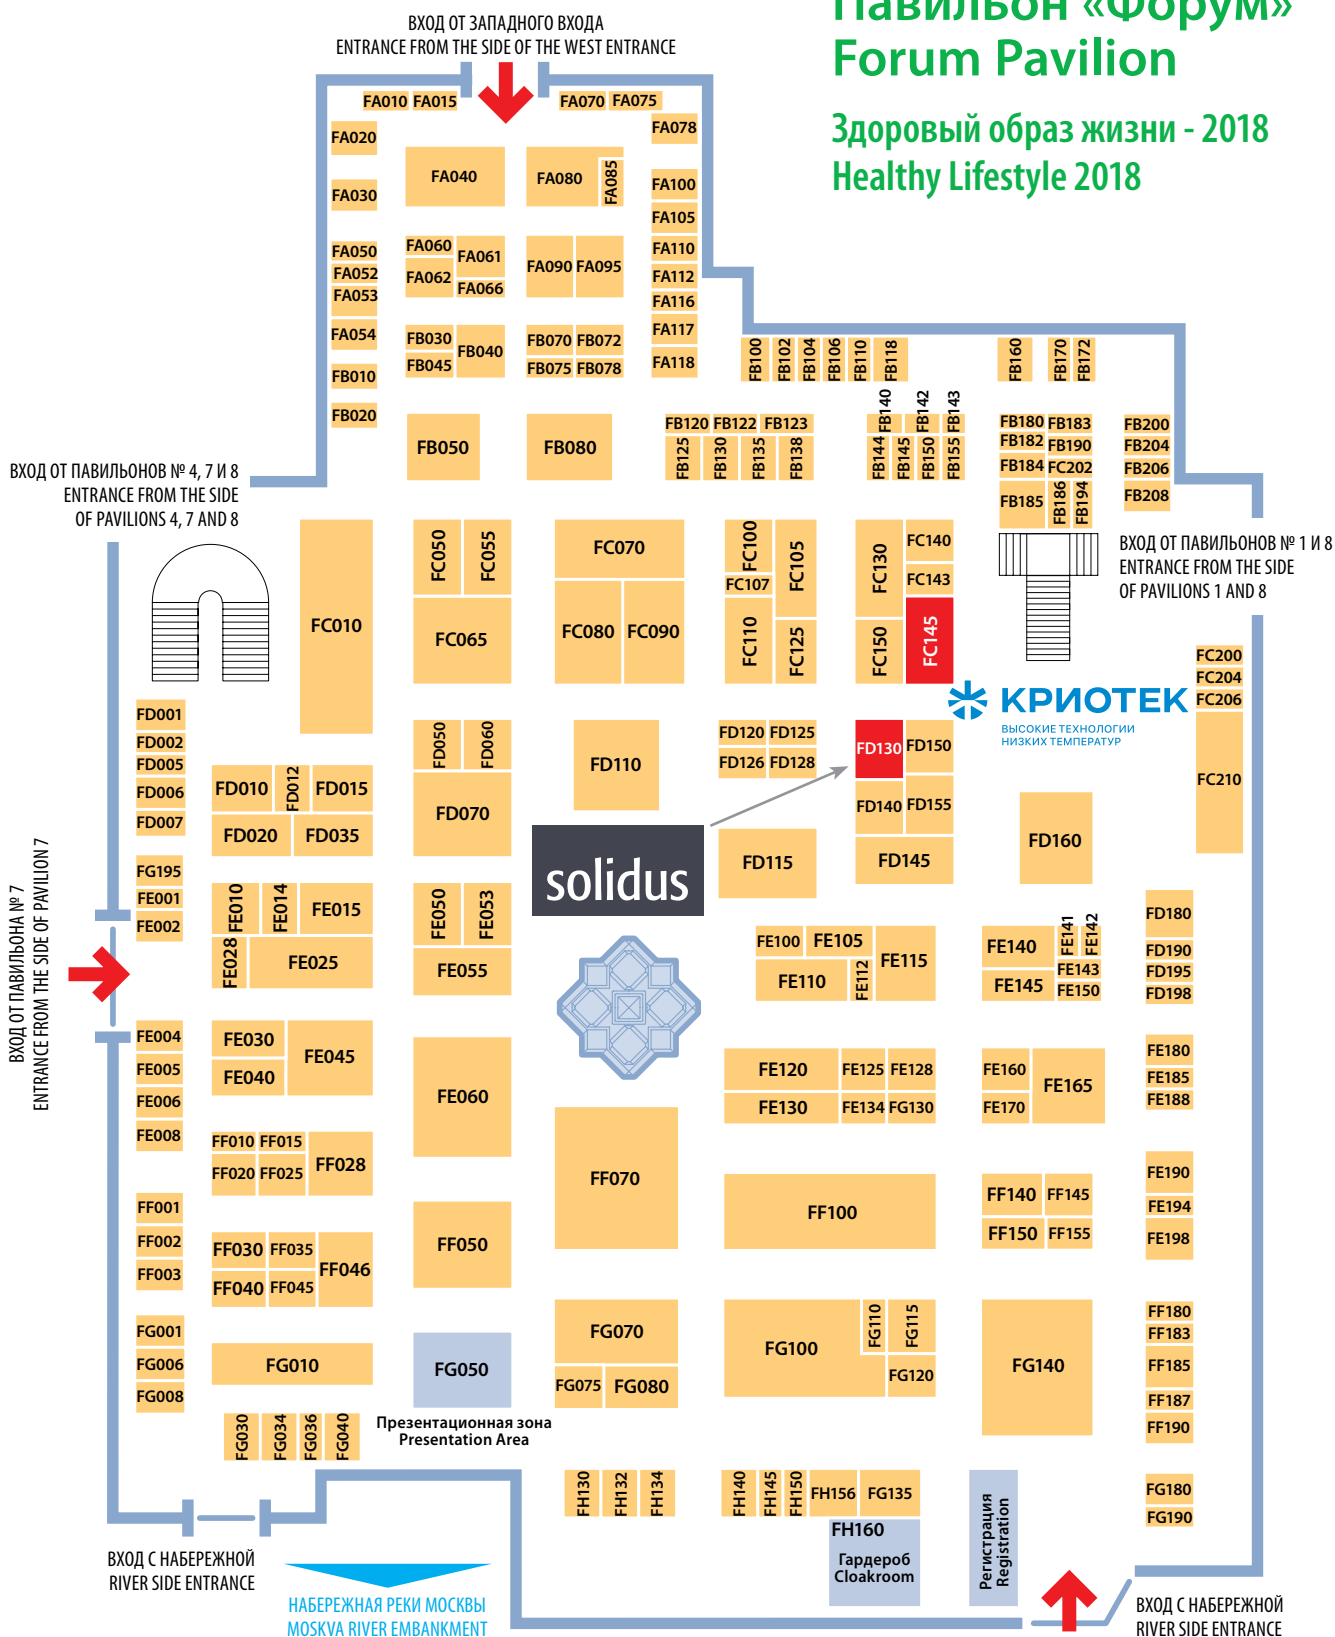 Павильон «Форум»
Forum Pavilion
Здоровый образ жизни - 2018
Healthy Lifestyle 2018
ВХОД ОТ ЗАПАДНОГО ВХОДА
ENTRANCE FROM THE SIDE OF THE WEST ENTRANCE
FA010 FA015 FA070 FA075
FA020 FA078
FA040 FA080 FA085
FA030 FA100
FA105
FA050 FA060 FA061 FA110
FA052 FA062 FA090 FA095 FA112
FA053 FA066 FA116
FA054 FB030 FB040 FB070 FB072 FA117
FB045 FB075 FB078 FA118
FB010
FB020
FB100 FB102 FB104 FB106 FB110 FB118 FB160 FB170 FB172
FB140 FB142 FB143
FB050 FB080 FB120 FB122 FB123
FB125 FB130 FB135 FB138
FB144 FB145 FB150 FB155
FB180 FB183 FB200
FB182 FB190 FB204
FB184 FC202 FB206
FB185 FB186 FB194 FB208
ВХОД ОТ ПАВИЛЬОНОВ № 4, 7 И 8
ENTRANCE FROM THE SIDE
OF PAVILIONS 4, 7 AND 8
ВХОД ОТ ПАВИЛЬОНОВ № 1 И 8
ENTRANCE FROM THE SIDE
OF PAVILIONS 1 AND 8
FC010 FC050 FC055 FC065
FC070 FC080 FC090
FC100 FC105 FC107 FC110 FC125
FC130 FC140 FC143 FC150 FC145
FC200
FC204
FC206
FC210
КРИОТЕК
ВЫСОКИЕ ТЕХНОЛОГИИ
НИЗКИХ ТЕМПЕРАТУР
FD001
FD002
FD005
FD006
FD007
FG195
FE001
FE002
FD010 FD012 FD015
FD020 FD035
FD050 FD060
FD070
FD110
FD120 FD125
FD126 FD128
FD130 FD150
FD140 FD155
FD115 FD145
FD160
solidus
ВХОД ОТ ПАВИЛЬОНА № 7
ENTRANCE FROM THE SIDE OF PAVILION 7
FE010 FE014 FE015
FE028 FE025
FE050 FE053
FE055
FE100 FE105 FE115
FE110 FE112
FE140 FE141 FE142
FE143
FE145 FE150
FD180
FD190
FD195
FD198
FE004
FE005
FE006
FE008
FE030 FE045
FE040
FE060
FE120 FE125 FE128
FE130 FE134 FG130
FE160 FE165
FE170
FE180
FE185
FE188
FF010 FF015 FF028
FF020 FF025
FF070
FF100
FF140 FF145
FF150 FF155
FE190
FE194
FE198
FF001
FF002
FF003
FF030 FF035 FF046
FF040 FF045
FF050
FG001
FG006
FG008
FG010
FG050
Презентационная зона
Presentation Area
FG070
FG075 FG080
FG100 FG110 FG115
FG120
FG140
FF180
FF183
FF185
FF187
FF190
FG030 FG034 FG036 FG040
FH130 FH132 FH134
FH140 FH145 FH150 FH156 FG135
FH160
Гардероб
Cloakroom
Регистрация
Registration
FG180
FG190
ВХОД С НАБЕРЕЖНОЙ
RIVER SIDE ENTRANCE
НАБЕРЕЖНАЯ РЕКИ МОСКВЫ
MOSKVA RIVER EMBANKMENT
ВХОД С НАБЕРЕЖНОЙ
RIVER SIDE ENTRANCE